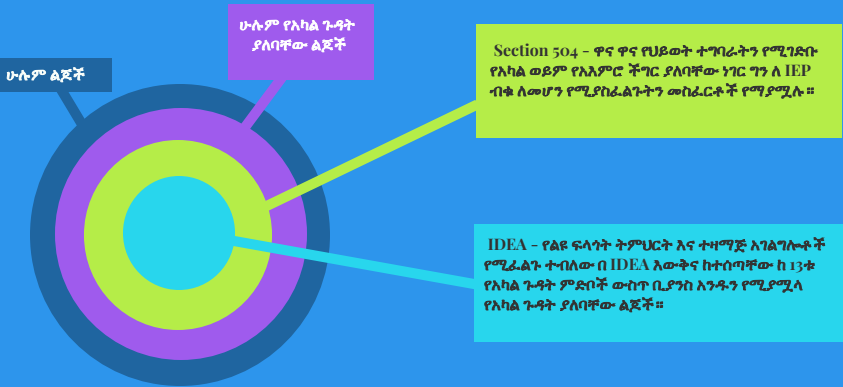 ሁሉም የአካል ጉዳት
ያለባቸው ልጆች
ሁሉም ልጆች
Section 504 - ዋና ዋና የህይወት ተግባራትን የሚገድቡ
የአካል ወይም የአእምሮ ችግር ያለባቸው ነገር ግን ለ IEP
ብቁ ለመሆን የሚያስፈልጉትን መስፈርቶች የማያሟሉ።
IDEA - የልዩ ፍላጎት ትምህርት እና ተዛማጅ አገልግሎቶች
የሚፈልጉ ተብለው በ IDEA እውቅና ከተሰጣቸው ከ 13ቱ
የአካል ጉዳት ምድቦች ውስጥ ቢያንስ አንዱን የሚያሟላ
የአካል ጉዳት ያለባቸው ልጆች።